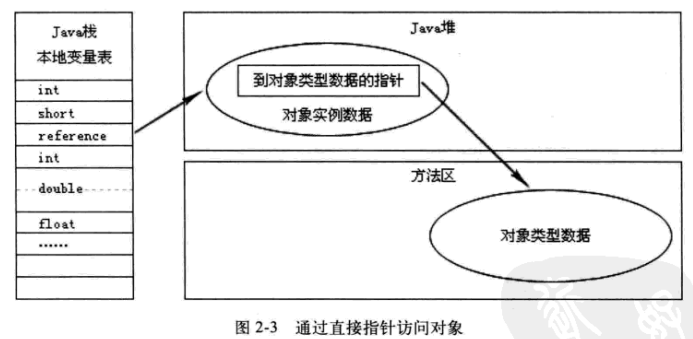 Java栈
本地变量表
int
short
reference
int
double
float
......
Java堆
到对象类型数据的指针
对象实例数据
方法区
对象类型数据
图 2-3 通过直接指针访问对象